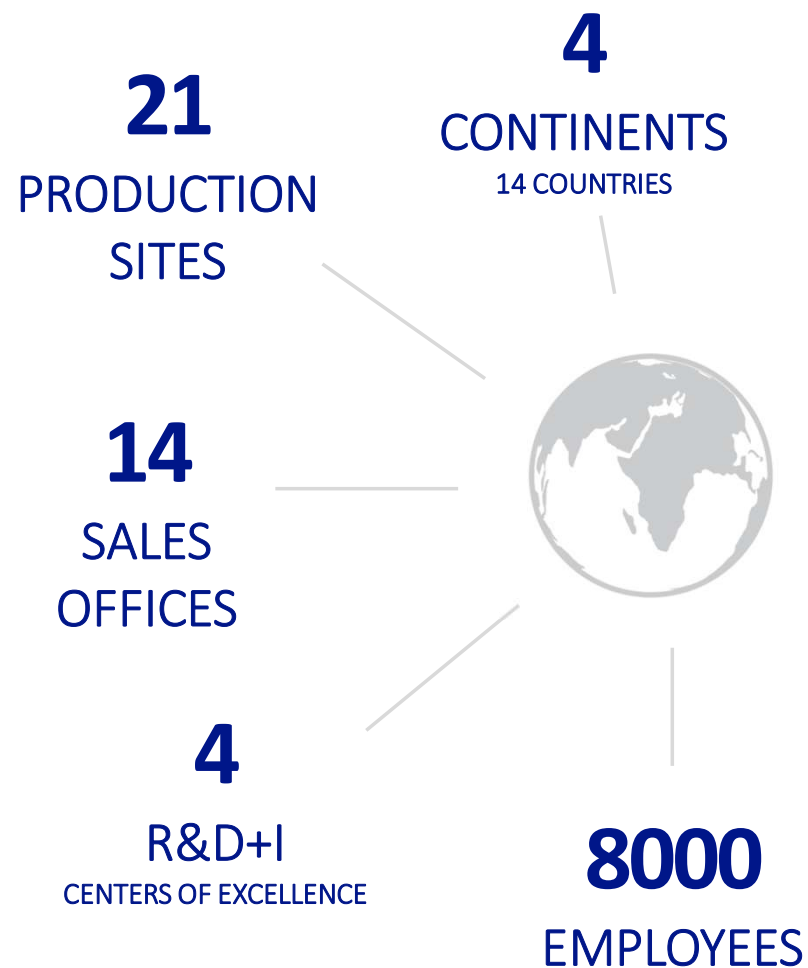 4
CONTINENTS
14 COUNTRIES
21
PRODUCTION
SITES
14
SALES
OFFICES
4
R&D+I
CENTERS OF EXCELLENCE
8000
EMPLOYEES